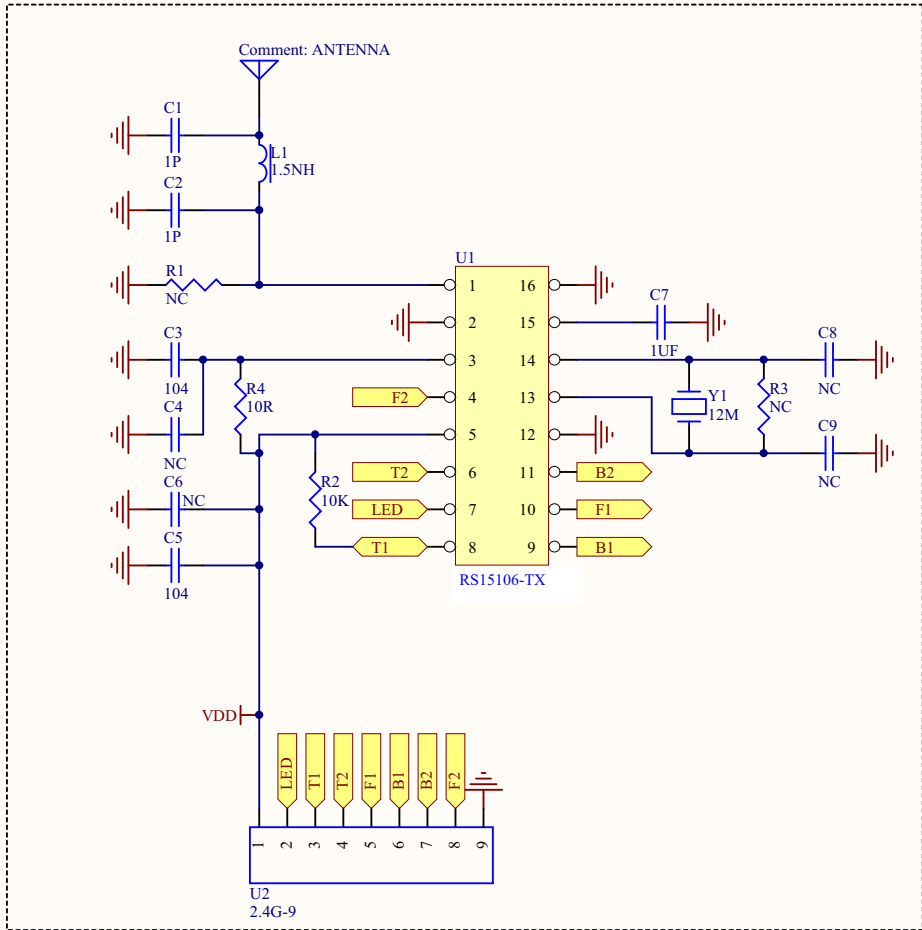 Comment: ANTENNA
C1
1P
L1
1.5NH
C2
1P
R1
NC
U1
1
16
2
15
C7
1UF
C3
104
3
14
C8
NC
R4
10R
F2
4
13
Y1
12M
R3
NC
C4
NC
5
12
C9
NC
C6
NC
R2
10K
T2
6
11
B2
LED
7
10
F1
C5
104
T1
8
9
B1
RS15106-TX
VDD
LED
T1
T2
F1
B1
B2
F2
1
2
3
4
5
6
7
8
9
U2
2.4G-9